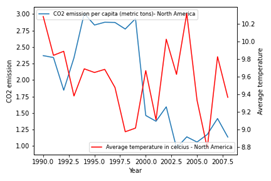 CO2 emission per capita (metric tons)- North America
3.00
2.75
2.50
2.25
2.00
1.75
1.50
1.25
1.00
CO2 emission
10.2
10.0
9.8
9.6
9.4
9.2
9.0
8.8
Average temperature
Average temperature in celcius - North America
1990.0 1992.5 1995.0 1997.5 2000.0 2002.5 2005.0 2007.5
Year